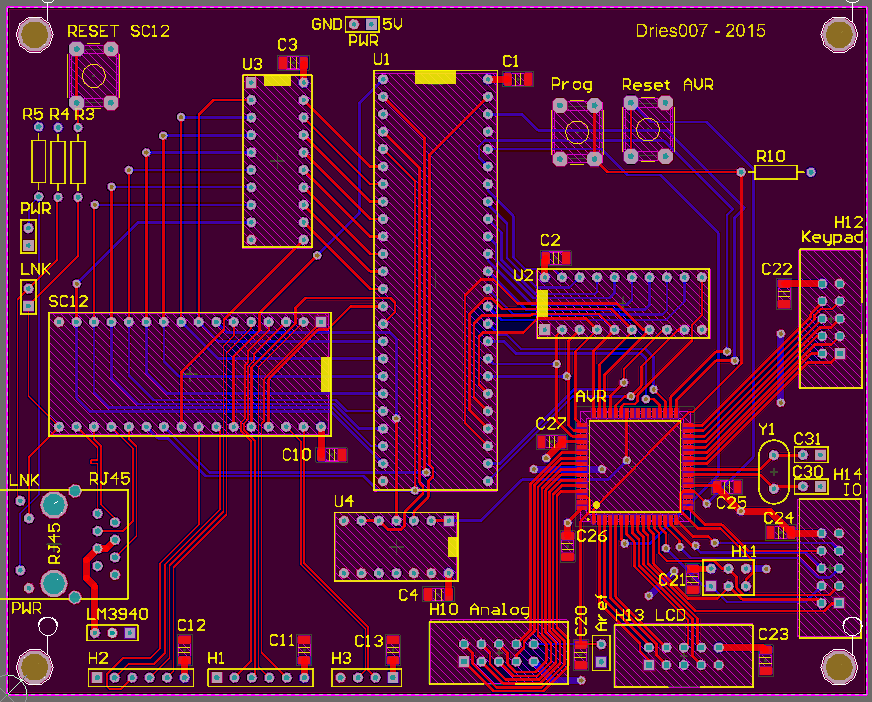 GND 5V
PWR
RESET SC12
Dries007 - 2015
C3
U3
U1
C1
Prog
Reset AVR
R5 R4 R3
R10
PWR
H12
Keypad
C2
U2
C22
LNK
SC12
AVR
C27
Y1
C31
C10
C30
H14
IO
LNK
RJ45
RJ45
U4
C25
C24
C26
H11
C21
PWR
C4
LM3940
H10 Analog
C20
Aref
H13 LCD
C12
C11
C13
C23
H2
H1
H3